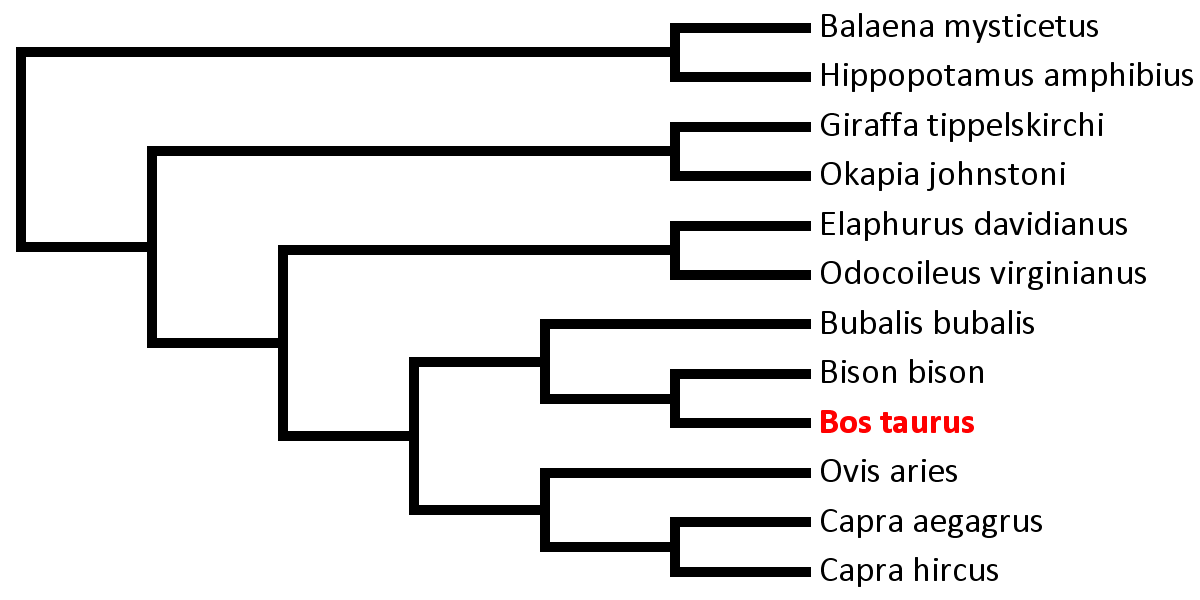 Balaena mysticetus
Hippopotamus amphibius
Giraffa tippelskirchi
Okapia johnstoni
Elaphurus davidianus
Odocoileus virginianus
Bubalis bubalis
Bison bison
Bos taurus
Ovis aries
Capra aegagrus
Capra hircus